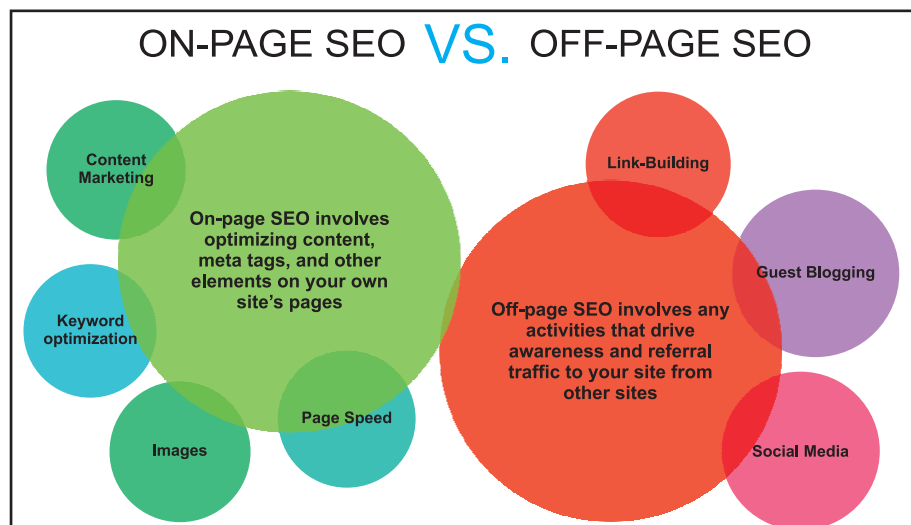 ON-PAGE SEO VS. OFF-PAGE SEO
Content
Marketing
On-page SEO involves
optimizing content,
meta tags, and other
elements on your own
site's pages
Keyword
optimization
Images
Page Speed
Link-Building
Guest Blogging
Off-page SEO involves any
activities that drive
awareness and referral
traffic to your site from
other sites
Social Media